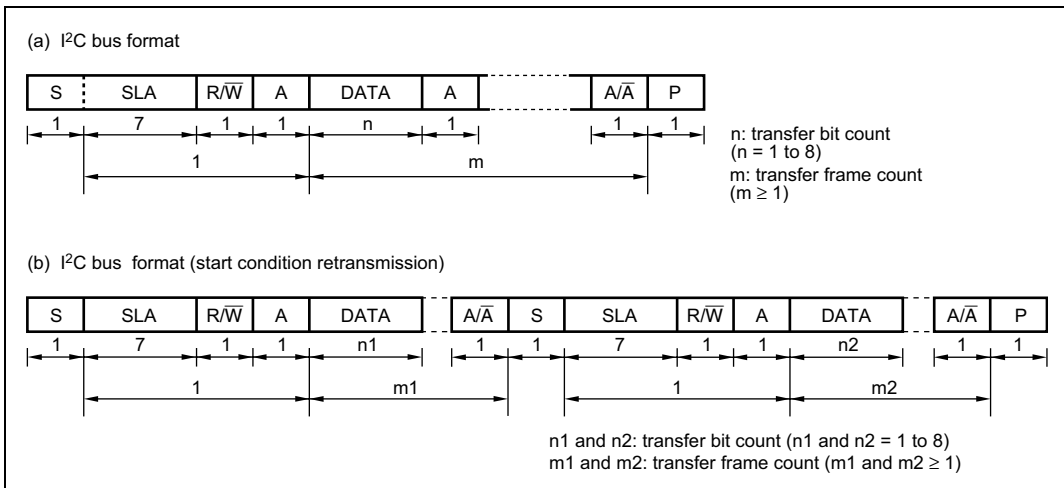 (a) I²C bus format
S SLA R/W̅ A DATA A A/A̅ P
1 7 1 1 n 1 1 1
1 m
n: transfer bit count
(n = 1 to 8)
m: transfer frame count
(m ≥ 1)
(b) I²C bus format (start condition retransmission)
S SLA R/W̅ A DATA A/A̅ S SLA R/W̅ A DATA A/A̅ P
1 7 1 1 n1 1 1 7 1 1 n2 1 1
1 m1 1 m2
n1 and n2: transfer bit count (n1 and n2 = 1 to 8)
m1 and m2: transfer frame count (m1 and m2 ≥ 1)